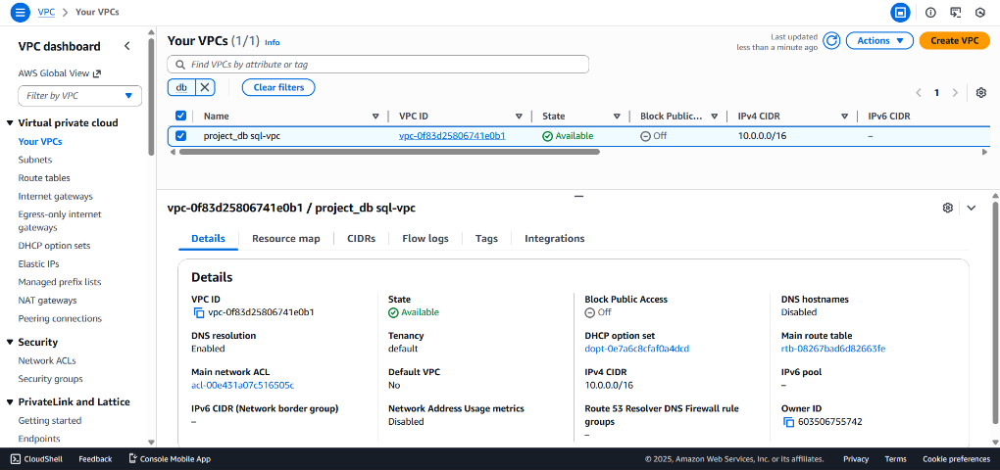 VPC > Your VPCs
VPC dashboard
AWS Global View
Filter by VPC
Virtual private cloud
Your VPCs
Subnets
Route tables
Internet gateways
Egress-only internet
gateways
DHCP option sets
Elastic IPs
Managed prefix lists
NAT gateways
Peering connections
Security
Network ACLs
Security groups
PrivateLink and Lattice
Getting started
Endpoints
Your VPCs (1/1) Info
Last updated
less than a minute ago
Actions
Create VPC
Find VPCs by attribute or tag
db
Clear filters
1
Name VPC ID State Block Public... IPv4 CIDR IPv6 CIDR
project_db sql-vpc vpc-0f83d25806741e0b1 Available Off 10.0.0.0/16 –
vpc-0f83d25806741e0b1 / project_db sql-vpc
Details Resource map CIDRs Flow logs Tags Integrations
Details
VPC ID
vpc-0f83d25806741e0b1
State
Available
Block Public Access
Off
DNS hostnames
Disabled
DNS resolution
Enabled
Tenancy
default
DHCP option set
dopt-0e7a6c8cfaf0a4dcd
Main route table
rtb-08267bad6d82663fe
Main network ACL
acl-00e431a07c516505c
Default VPC
No
IPv4 CIDR
10.0.0.0/16
IPv6 pool
–
IPv6 CIDR (Network border group)
–
Network Address Usage metrics
Disabled
Route 53 Resolver DNS Firewall rule
groups
–
Owner ID
603506755742
CloudShell Feedback Console Mobile App © 2025, Amazon Web Services, Inc. or its affiliates. Privacy Terms Cookie preferences